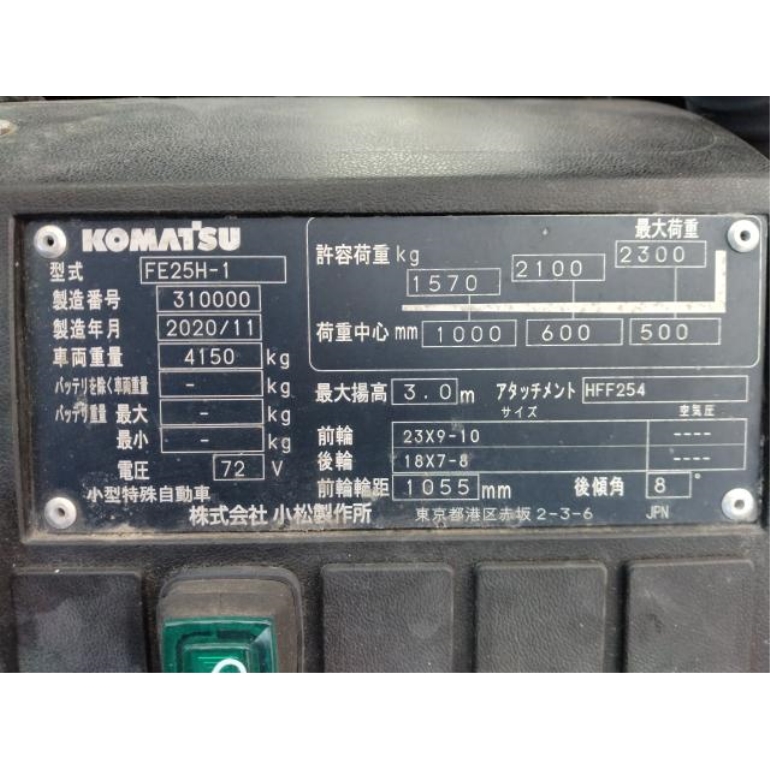 KOMATSU
型式 FE25H-1
製造番号 310000
製造年月 2020/11
車両重量 4150 kg
バッテリを除く車両重量 - kg
バッテリ重量 最大 - kg
最小 - kg
電圧 72 V
小型特殊自動車
最大荷重
許容荷重 kg 1570 2100 2300
荷重中心 mm 1000 600 500
最大揚高 3.0 m アタッチメント HFF254
サイズ 空気圧
前輪 23X9-10 ----
後輪 18X7-8 ----
前輪輪距 1055 mm 後傾角 8°
株式会社 小松製作所 東京都港区赤坂2-3-6 JPN